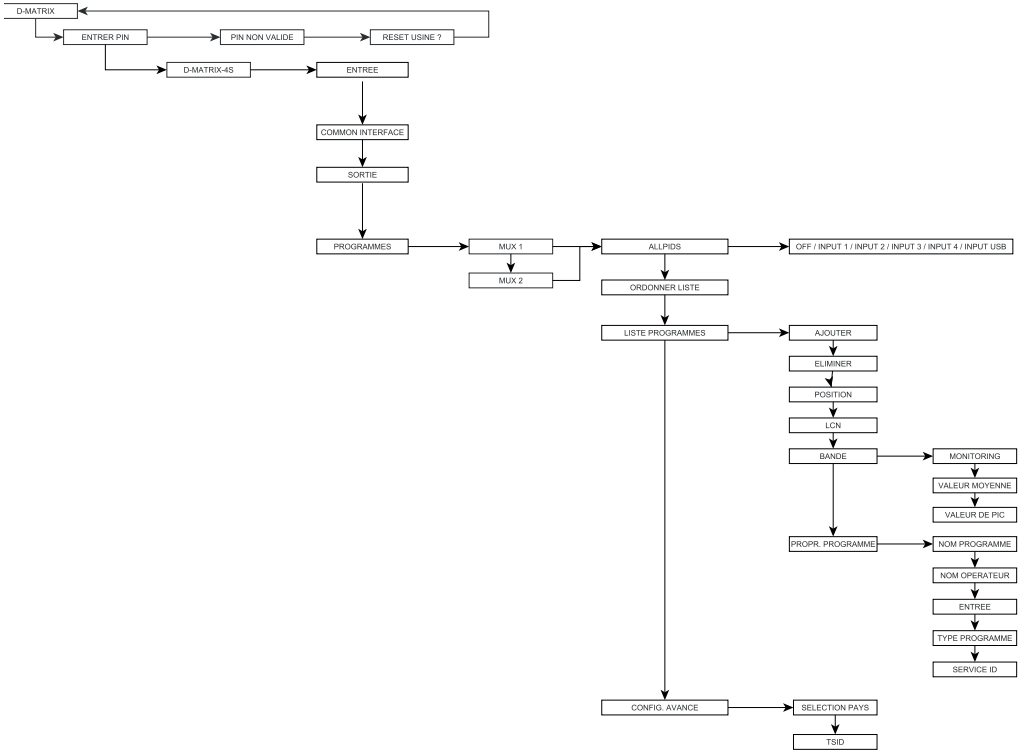 D-MATRIX
ENTRER PIN
PIN NON VALIDE
RESET USINE ?
D-MATRIX-4S
ENTREE
COMMON INTERFACE
SORTIE
PROGRAMMES
MUX 1
MUX 2
ALLPIDS
OFF / INPUT 1 / INPUT 2 / INPUT 3 / INPUT 4 / INPUT USB
ORDONNER LISTE
LISTE PROGRAMMES
AJOUTER
ELIMINER
POSITION
LCN
BANDE
MONITORING
VALEUR MOYENNE
VALEUR DE PIC
PROPR. PROGRAMME
NOM PROGRAMME
NOM OPERATEUR
ENTREE
TYPE PROGRAMME
SERVICE ID
CONFIG. AVANCE
SELECTION PAYS
TSID